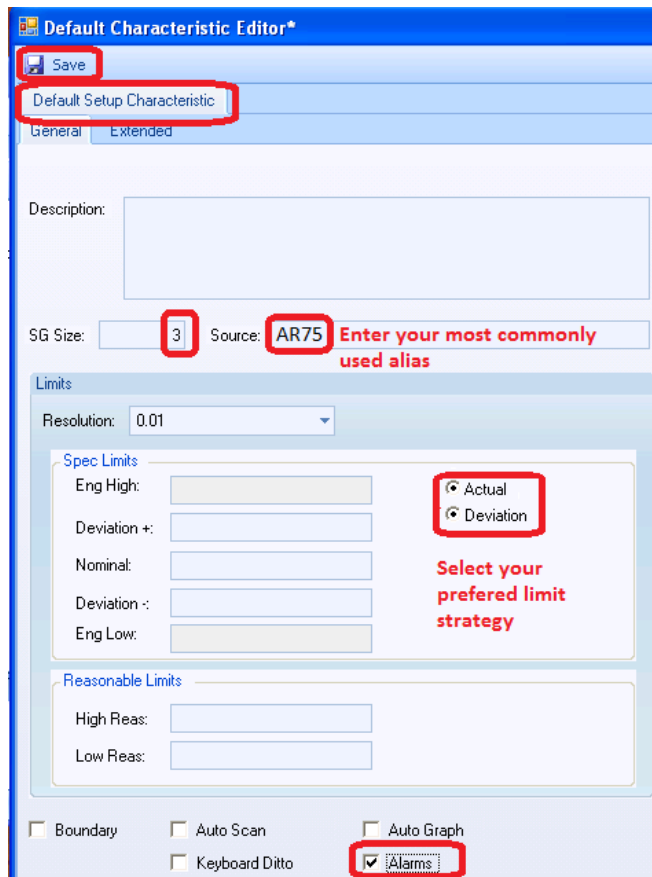 Default Characteristic Editor*
Save
Default Setup Characteristic
General Extended
Description:
SG Size: 3 Source: AR75 Enter your most commonly
used alias
Limits
Resolution: 0.01
Spec Limits
Eng High:
Actual
Deviation
Deviation +:
Nominal:
Select your
prefered limit
strategy
Deviation -:
Eng Low:
Reasonable Limits
High Reas:
Low Reas:
Boundary Auto Scan Auto Graph
Keyboard Ditto Alarms